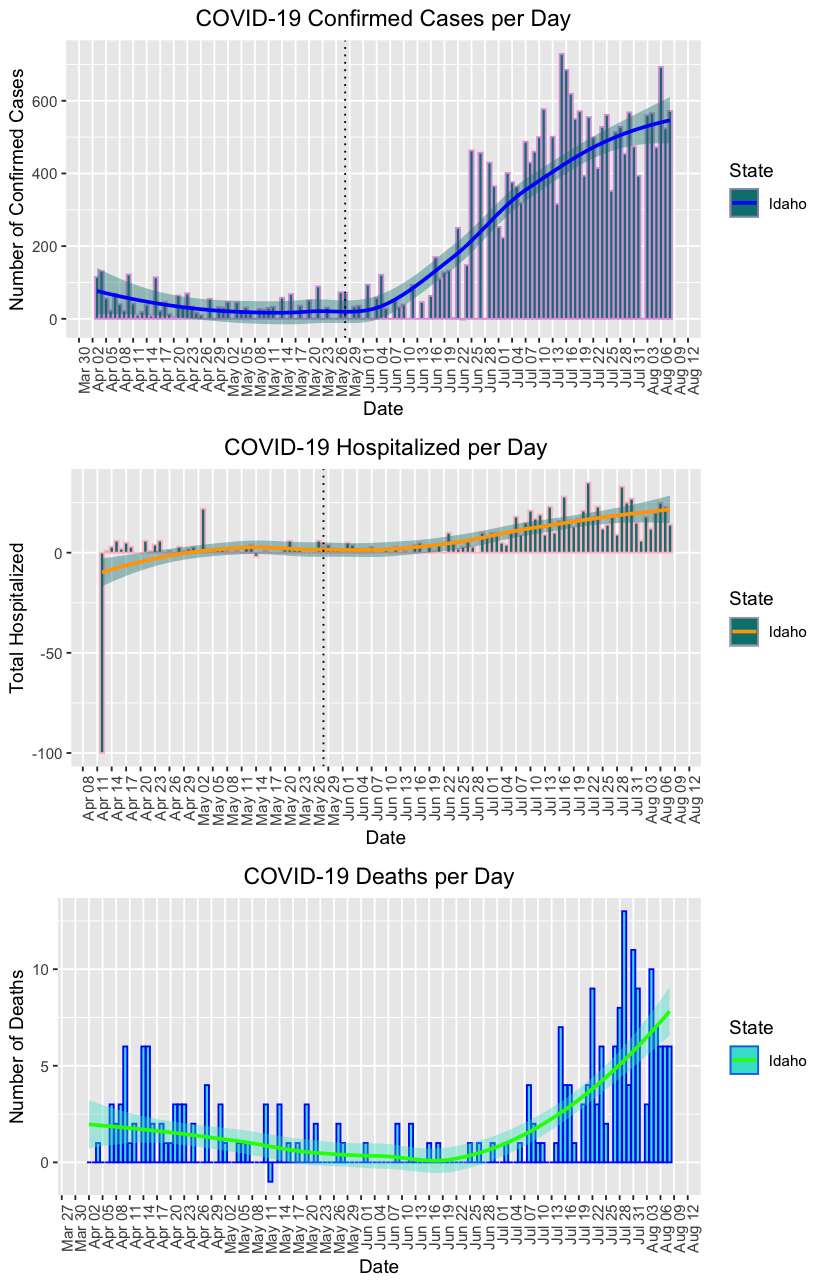 COVID-19 Confirmed Cases per Day
Number of Confirmed Cases
600
400
200
0
State
Idaho
Mar 30 Apr 02 Apr 05 Apr 08 Apr 11 Apr 14 Apr 17 Apr 20 Apr 23 Apr 26 Apr 29 May 02 May 05 May 08 May 11 May 14 May 17 May 20 May 23 May 26 May 29 Jun 01 Jun 04 Jun 07 Jun 10 Jun 13 Jun 16 Jun 19 Jun 22 Jun 25 Jun 28 Jul 01 Jul 04 Jul 07 Jul 10 Jul 13 Jul 16 Jul 19 Jul 22 Jul 25 Jul 28 Jul 31 Aug 03 Aug 06 Aug 09 Aug 12
Date
COVID-19 Hospitalized per Day
Total Hospitalized
0
-50
-100
State
Idaho
Apr 08 Apr 11 Apr 14 Apr 17 Apr 20 Apr 23 Apr 26 Apr 29 May 02 May 05 May 08 May 11 May 14 May 17 May 20 May 23 May 26 May 29 Jun 01 Jun 04 Jun 07 Jun 10 Jun 13 Jun 16 Jun 19 Jun 22 Jun 25 Jun 28 Jul 01 Jul 04 Jul 07 Jul 10 Jul 13 Jul 16 Jul 19 Jul 22 Jul 25 Jul 28 Jul 31 Aug 03 Aug 06 Aug 09 Aug 12
Date
COVID-19 Deaths per Day
Number of Deaths
10
5
0
State
Idaho
Mar 27 Mar 30 Apr 02 Apr 05 Apr 08 Apr 11 Apr 14 Apr 17 Apr 20 Apr 23 Apr 26 Apr 29 May 02 May 05 May 08 May 11 May 14 May 17 May 20 May 23 May 26 May 29 Jun 01 Jun 04 Jun 07 Jun 10 Jun 13 Jun 16 Jun 19 Jun 22 Jun 25 Jun 28 Jul 01 Jul 04 Jul 07 Jul 10 Jul 13 Jul 16 Jul 19 Jul 22 Jul 25 Jul 28 Jul 31 Aug 03 Aug 06 Aug 09 Aug 12
Date